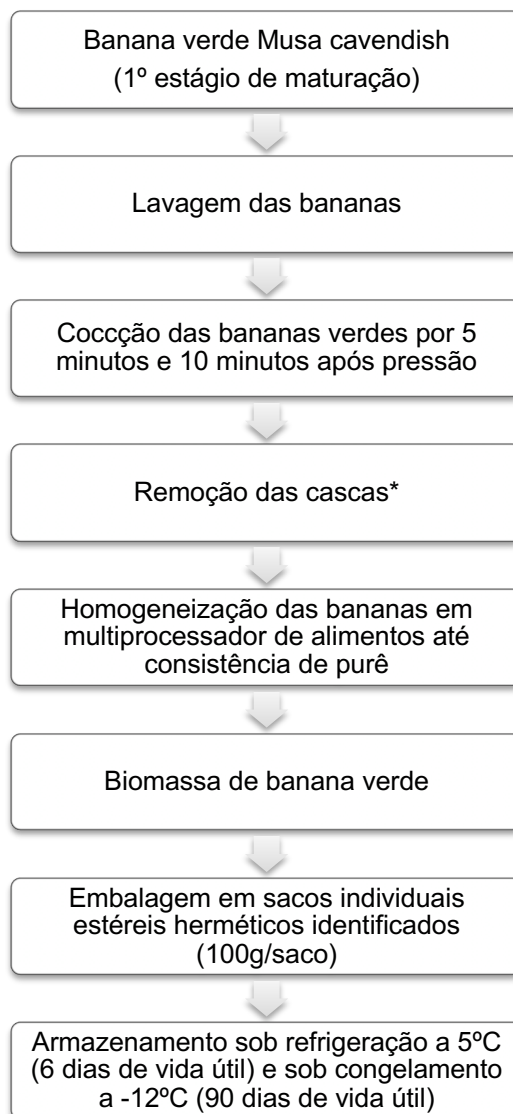 Banana verde Musa cavendish
(1º estágio de maturação)
Lavagem das bananas
Coccção das bananas verdes por 5
minutos e 10 minutos após pressão
Remoção das cascas*
Homogeneização das bananas em
multiprocessador de alimentos até
consistência de purê
Biomassa de banana verde
Embalagem em sacos individuais
estéreis herméticos identificados
(100g/saco)
Armazenamento sob refrigeração a 5ºC
(6 dias de vida útil) e sob congelamento
a -12ºC (90 dias de vida útil)